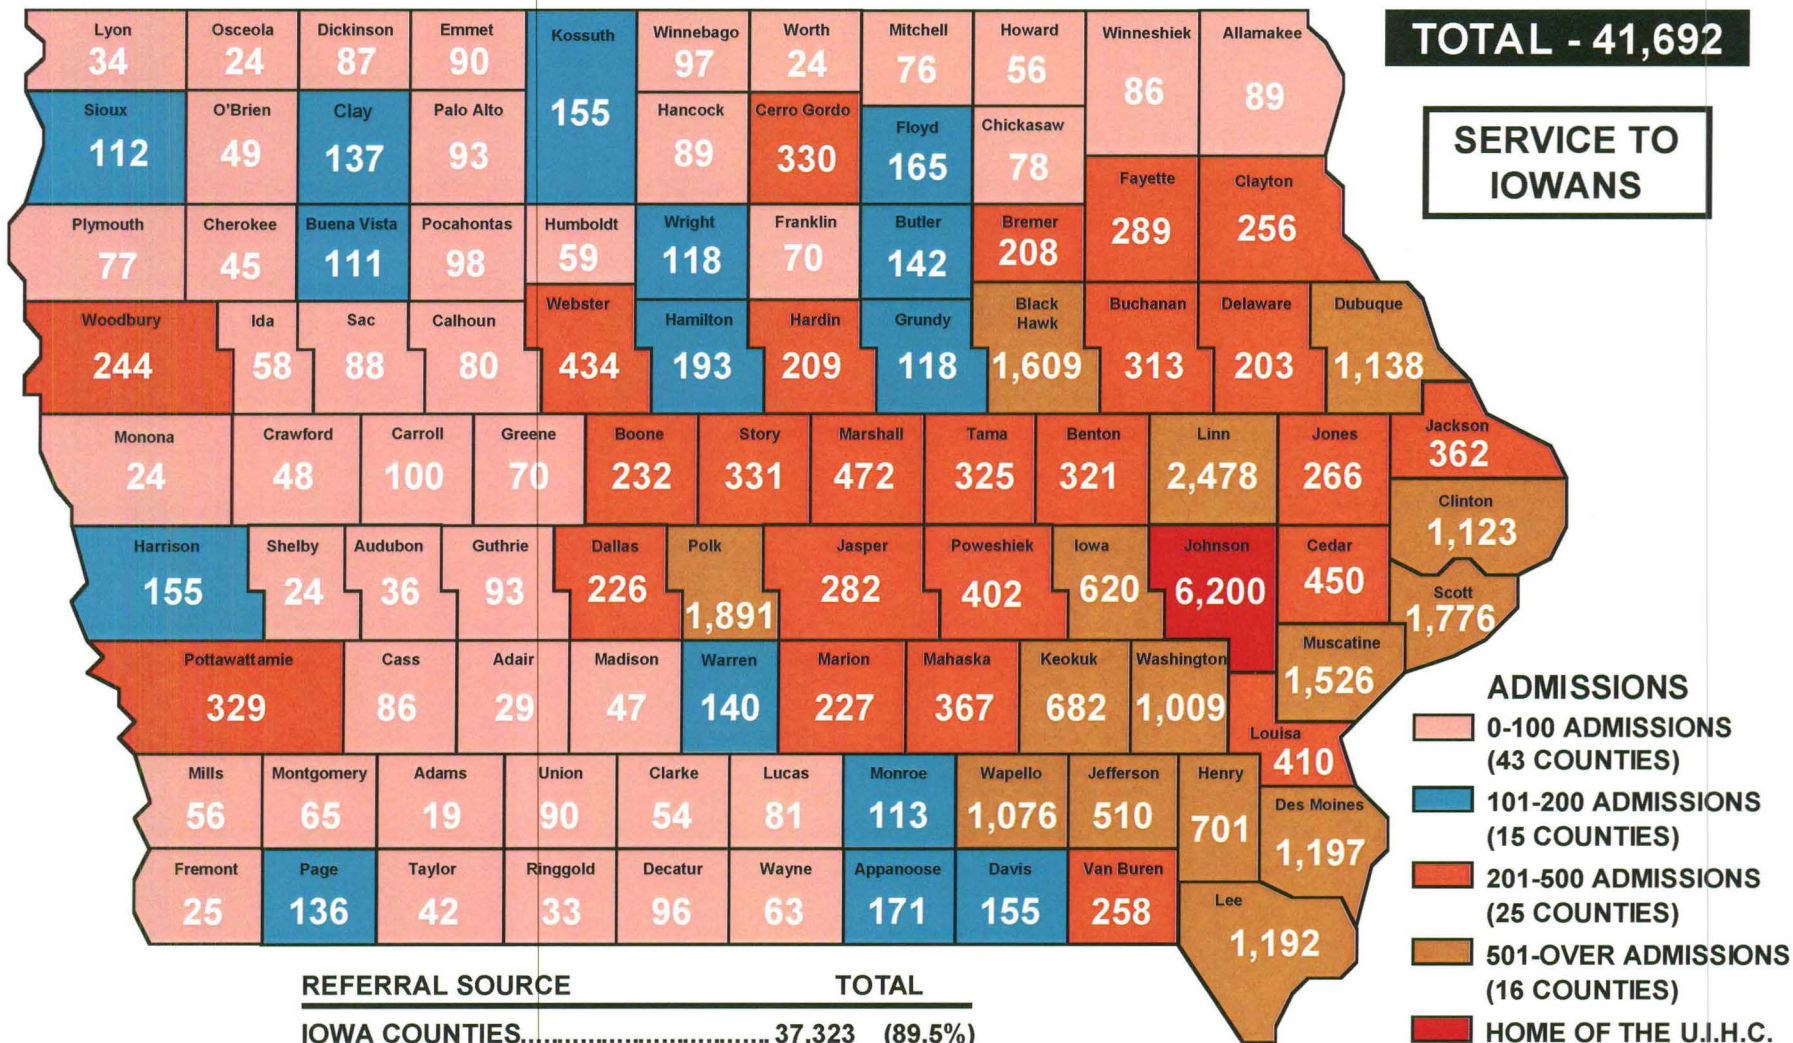 TOTAL - 41,692
SERVICE TO
IOWANS
Lyon
34
Osceola
24
Dickinson
87
Emmet
90
Kossuth
155
Winnebago
97
Worth
24
Mitchell
76
Howard
56
Winneshiek
86
Allamakee
89
Sioux
112
O'Brien
49
Clay
137
Palo Alto
93
Hancock
89
Cerro Gordo
330
Floyd
165
Chickasaw
78
Fayette
289
Clayton
256
Plymouth
77
Cherokee
45
Buena Vista
111
Pocahontas
98
Humboldt
59
Wright
118
Franklin
70
Butler
142
Bremer
208
Woodbury
244
Ida
58
Sac
88
Calhoun
80
Webster
434
Hamilton
193
Hardin
209
Grundy
118
Black
Hawk
1,609
Buchanan
313
Delaware
203
Dubuque
1,138
Monona
24
Crawford
48
Carroll
100
Greene
70
Boone
232
Story
331
Marshall
472
Tama
325
Benton
321
Linn
2,478
Jones
266
Jackson
362
Clinton
1,123
Harrison
155
Shelby
24
Audubon
36
Guthrie
93
Dallas
226
Polk
1,891
Jasper
282
Poweshiek
402
Iowa
620
Johnson
6,200
Cedar
450
Scott
1,776
Pottawattamie
329
Cass
86
Adair
29
Madison
47
Warren
140
Marion
227
Mahaska
367
Keokuk
682
Washington
1,009
Muscatine
1,526
Louisa
410
Mills
56
Montgomery
65
Adams
19
Union
90
Clarke
54
Lucas
81
Monroe
113
Wapello
1,076
Jefferson
510
Henry
701
Des Moines
1,197
Fremont
25
Page
136
Taylor
42
Ringgold
33
Decatur
96
Wayne
63
Appanoose
171
Davis
155
Van Buren
258
Lee
1,192
ADMISSIONS
0-100 ADMISSIONS
(43 COUNTIES)
101-200 ADMISSIONS
(15 COUNTIES)
201-500 ADMISSIONS
(25 COUNTIES)
501-OVER ADMISSIONS
(16 COUNTIES)
HOME OF THE U.I.H.C.
REFERRAL SOURCE TOTAL
IOWA COUNTIES................................ 37,323 (89.5%)